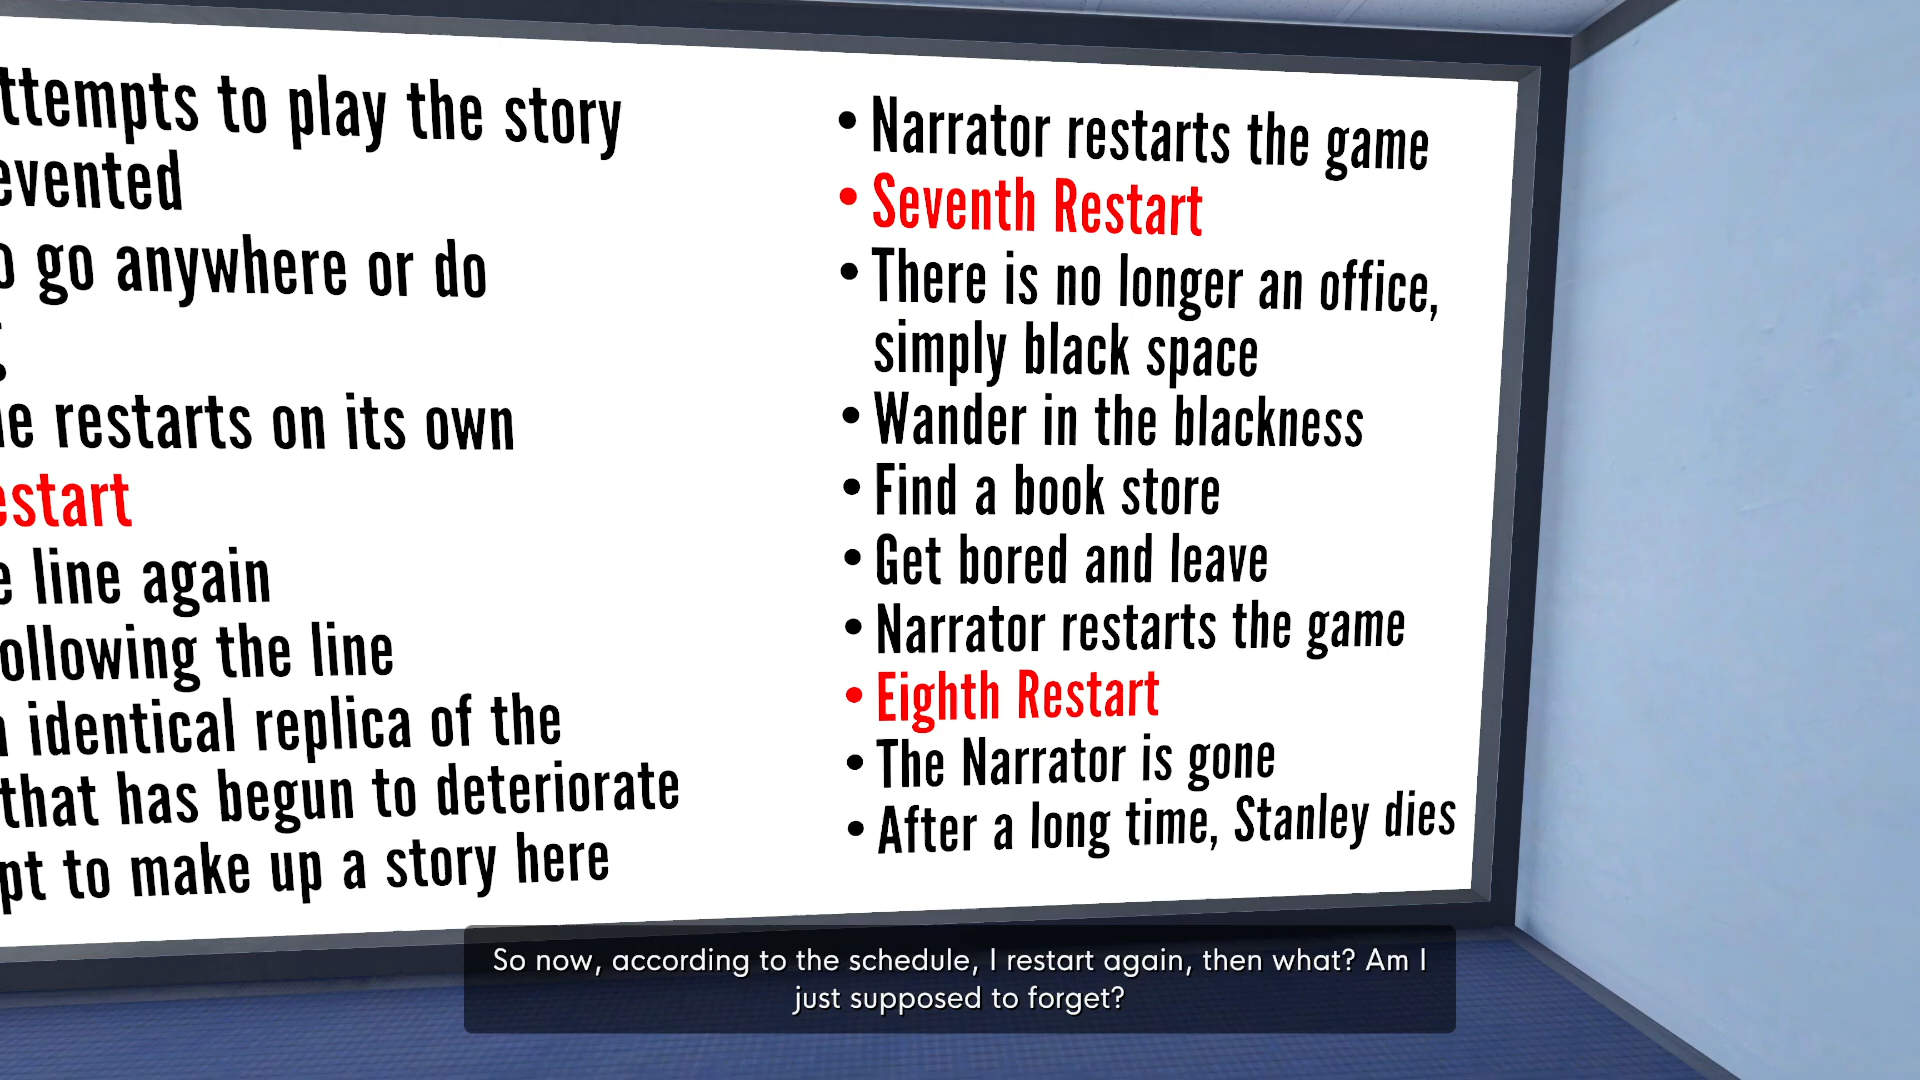 ttempts to play the story
evented
o go anywhere or do
he restarts on its own
estart
e line again
ollowing the line
n identical replica of the
that has begun to deteriorate
pt to make up a story here
• Narrator restarts the game
• Seventh Restart
• There is no longer an office,
simply black space
• Wander in the blackness
• Find a book store
• Get bored and leave
• Narrator restarts the game
• Eighth Restart
• The Narrator is gone
• After a long time, Stanley dies
So now, according to the schedule, I restart again, then what? Am I
just supposed to forget?